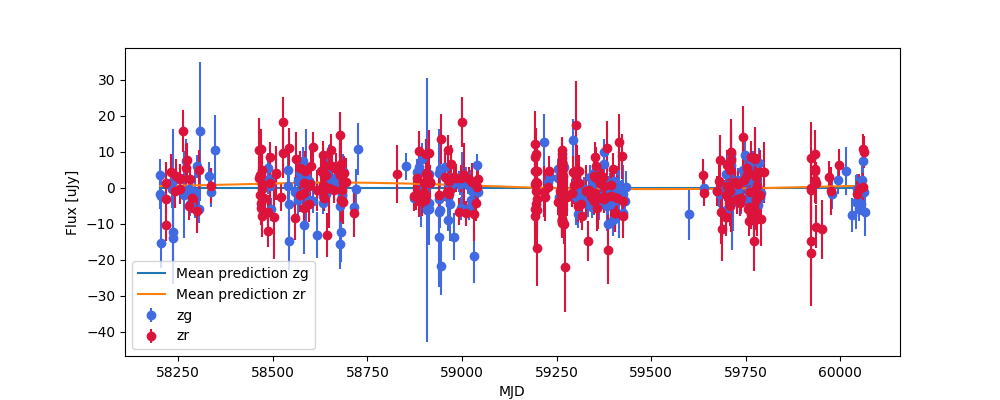 30
20
10
0
−10
−20
−30
−40
Flux [uJy]
Mean prediction zg
Mean prediction zr
zg
zr
58250 58500 58750 59000 59250 59500 59750 60000
MJD